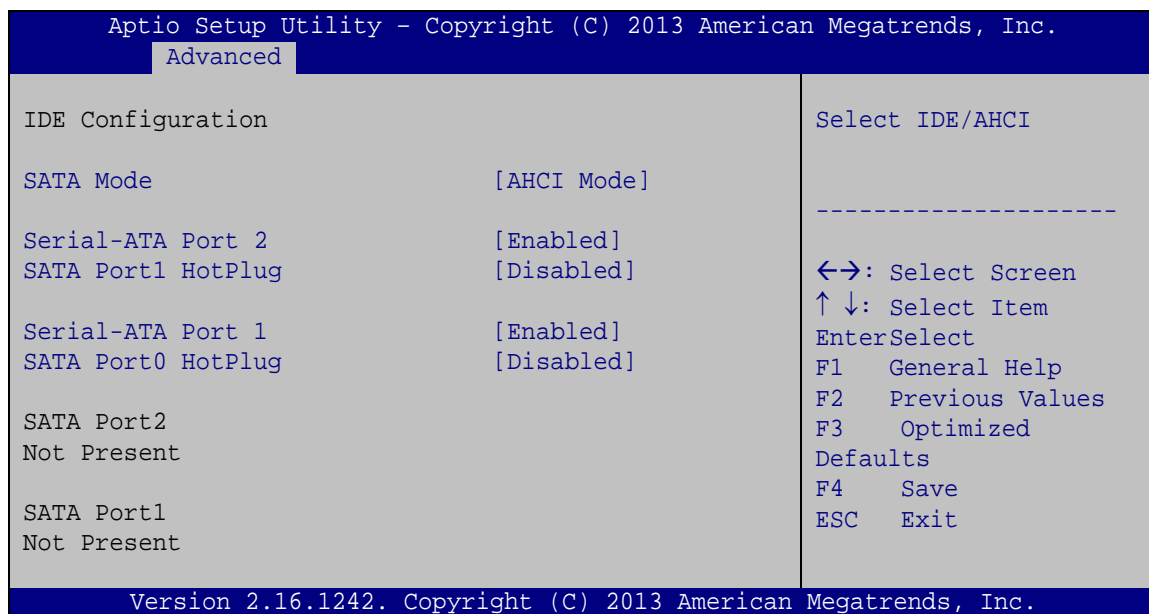 Aptio Setup Utility – Copyright (C) 2013 American Megatrends, Inc.
Advanced
IDE Configuration
SATA Mode [AHCI Mode]
Serial-ATA Port 2 [Enabled]
SATA Port1 HotPlug [Disabled]
Serial-ATA Port 1 [Enabled]
SATA Port0 HotPlug [Disabled]
SATA Port2
Not Present
SATA Port1
Not Present
Select IDE/AHCI
---------------------
←→: Select Screen
↑ ↓: Select Item
EnterSelect
F1 General Help
F2 Previous Values
F3 Optimized
Defaults
F4 Save
ESC Exit
Version 2.16.1242. Copyright (C) 2013 American Megatrends, Inc.